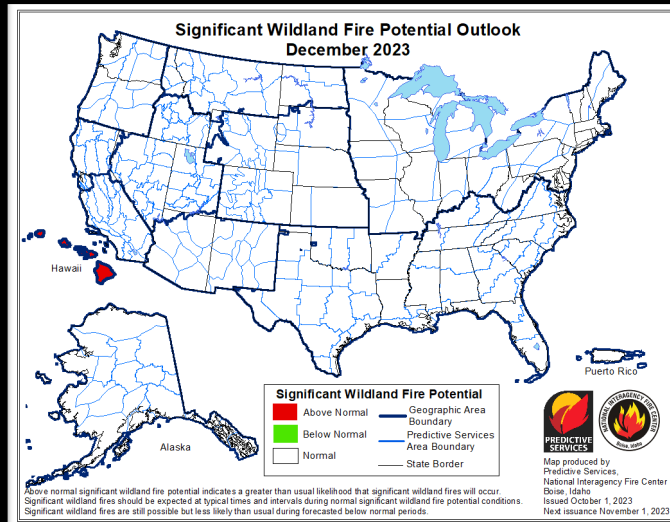 Significant Wildland Fire Potential Outlook
December 2023
Hawaii
Alaska
Puerto Rico
Significant Wildland Fire Potential
Above Normal
Below Normal
Normal
Geographic Area
Boundary
Predictive Services
Area Boundary
State Border
PREDICTIVE
SERVICES
NATIONAL INTERAGENCY FIRE CENTER
Boise, Idaho
Map produced by
Predictive Services,
National Interagency Fire Center
Boise, Idaho
Issued October 1, 2023
Next issuance November 1, 2023
Above normal significant wildland fire potential indicates a greater than usual likelihood that significant wildland fires will occur.
Significant wildland fires should be expected at typical times and intervals during normal significant wildland fire potential conditions.
Significant wildland fires are still possible but less likely than usual during forecasted below normal periods.